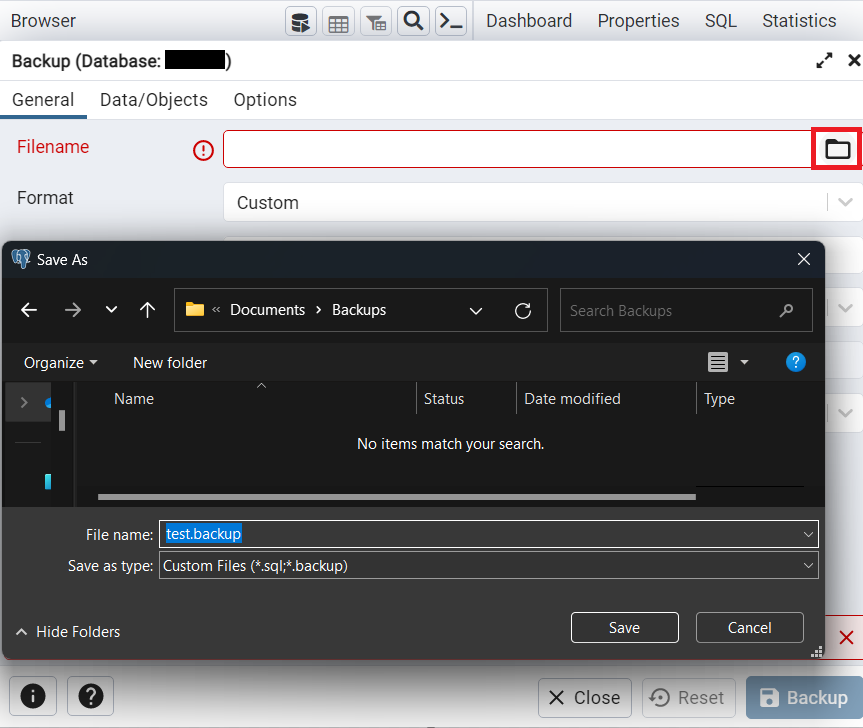 Browser
Dashboard Properties SQL Statistics
Backup (Database: )
General Data/Objects Options
Filename
Format Custom
Save As
« Documents › Backups
Search Backups
Organize New folder
Name Status Date modified Type
No items match your search.
File name: test.backup
Save as type: Custom Files (*.sql;*.backup)
Hide Folders
Save Cancel
Close Reset Backup